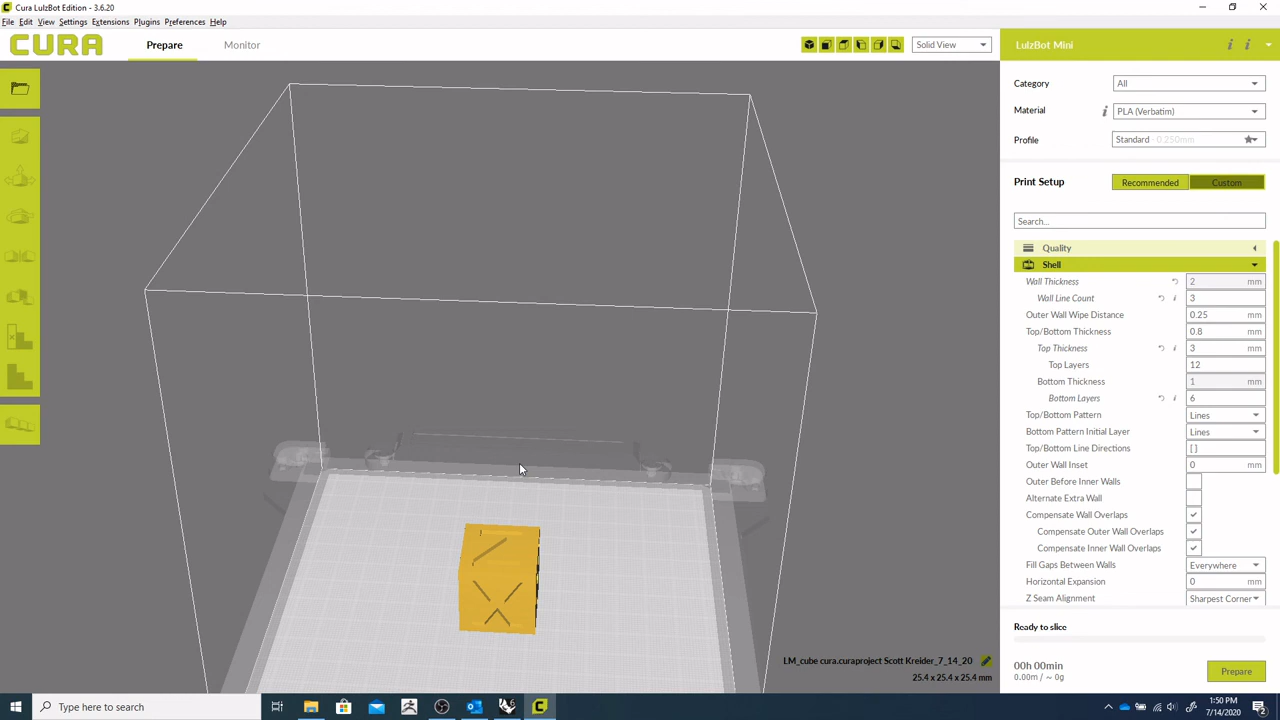 Cura LulzBot Edition - 3.6.20
File Edit View Settings Extensions Plugins Preferences Help
CURA
Prepare
Monitor
Solid View
LulzBot Mini
Category
All
Material
PLA (Verbatim)
Profile
Standard - 0.250mm
Print Setup
Recommended
Custom
Search...
Quality
Shell
Wall Thickness 2 mm
Wall Line Count 3
Outer Wall Wipe Distance 0.25 mm
Top/Bottom Thickness 0.8 mm
Top Thickness 3 mm
Top Layers 12
Bottom Thickness 1 mm
Bottom Layers 6
Top/Bottom Pattern Lines
Bottom Pattern Initial Layer Lines
Top/Bottom Line Directions [ ]
Outer Wall Inset 0 mm
Outer Before Inner Walls
Alternate Extra Wall
Compensate Wall Overlaps
Compensate Outer Wall Overlaps
Compensate Inner Wall Overlaps
Fill Gaps Between Walls Everywhere
Horizontal Expansion 0 mm
Z Seam Alignment Sharpest Corner
Ready to slice
LM_cube cura.curaproject Scott Kreider_7_14_20
25.4 x 25.4 x 25.4 mm
00h 00min
0.00m / ~ 0g
Prepare
Type here to search
1:50 PM
7/14/2020
2